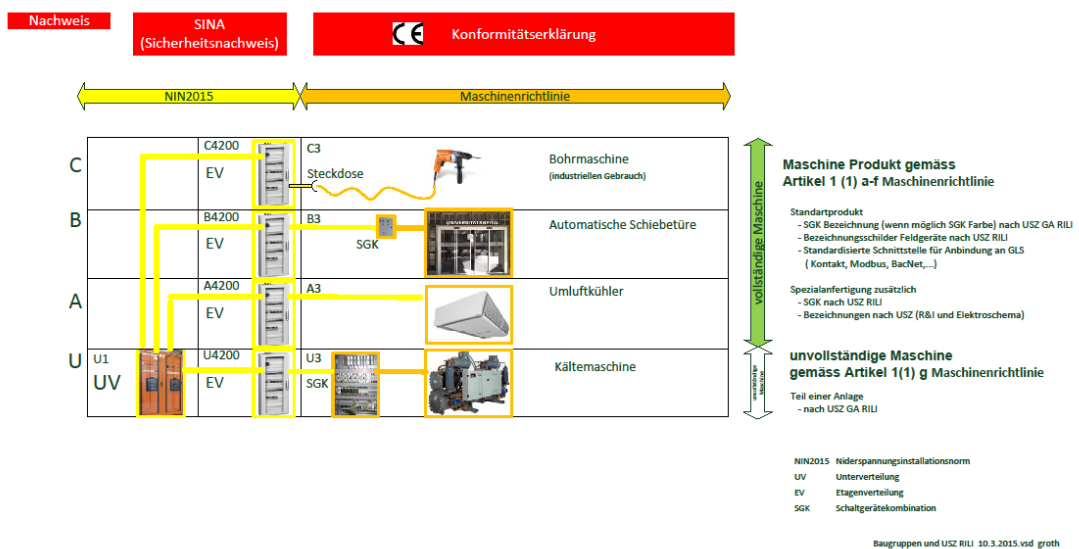 Nachweis
SINA
(Sicherheitsnachweis)
CE Konformitätserklärung
NIN2015
Maschinenrichtlinie
C
C4200
EV
C3
Steckdose
Bohrmaschine
(industriellen Gebrauch)
B
B4200
EV
B3
SGK
Automatische Schiebetüre
A
A4200
EV
A3
Umluftkühler
U
U1
UV
U4200
EV
U3
SGK
Kältemaschine
vollständige Maschine
unvollständige
Maschine
Maschine Produkt gemäss
Artikel 1 (1) a-f Maschinenrichtlinie
Standartprodukt
- SGK Bezeichnung (wenn möglich SGK Farbe) nach USZ GA RILI
- Bezeichnungsschilder Feldgeräte nach USZ RILI
- Standardisierte Schnittstelle für Anbindung an GLS
( Kontakt, Modbus, BacNet,...)
Spezialanfertigung zusätzlich
- SGK nach USZ RILI
- Bezeichnungen nach USZ (R&I und Elektroschema)
unvollständige Maschine
gemäss Artikel 1(1) g Maschinenrichtlinie
Teil einer Anlage
- nach USZ GA RILI
NIN2015 Niderspannungsinstallationsnorm
UV Unterverteilung
EV Etagenverteilung
SGK Schaltgerätekombination
Baugruppen und USZ RILI 10.3.2015.vsd groth